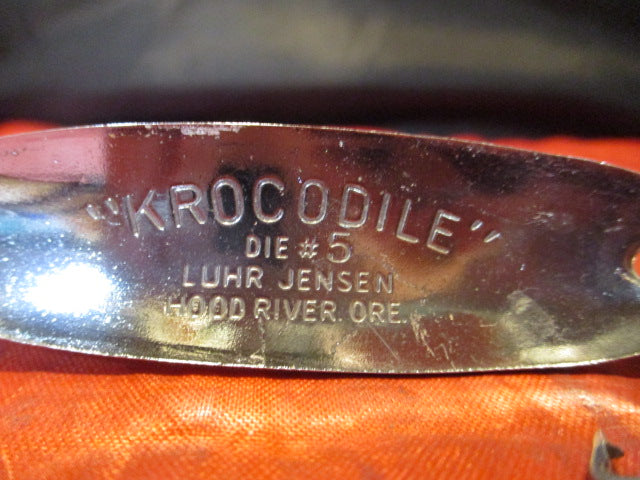 "KROCODILE"
DIE # 5
LUHR JENSEN
HOOD RIVER. ORE.